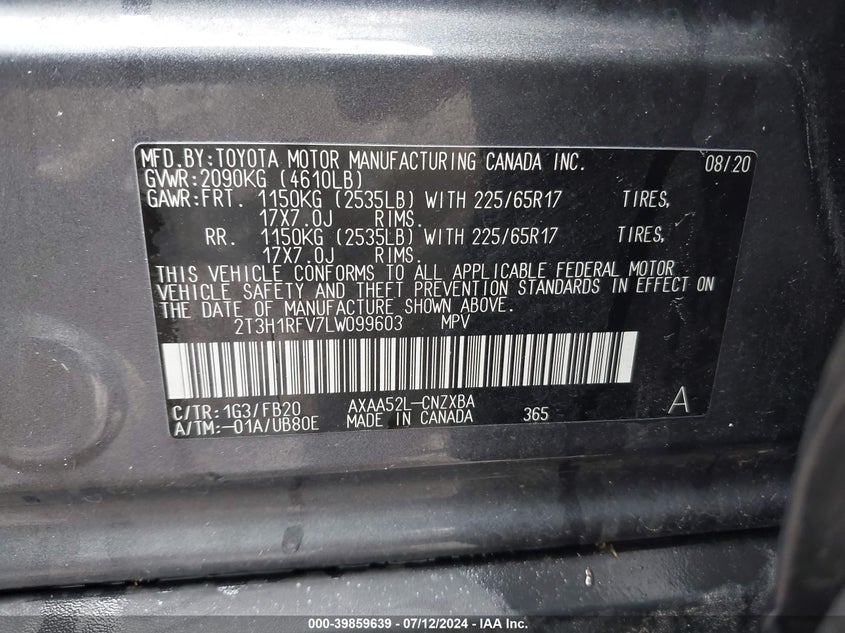 MFD.BY:TOYOTA MOTOR MANUFACTURING CANADA INC. 08/20
GVWR:2090KG (4610LB)
GAWR:FRT. 1150KG (2535LB) WITH 225/65R17 TIRES,
17X7.0J RIMS.
RR. 1150KG (2535LB) WITH 225/65R17 TIRES,
17X7.0J RIMS.
THIS VEHICLE CONFORMS TO ALL APPLICABLE FEDERAL MOTOR
VEHICLE SAFETY AND THEFT PREVENTION STANDARDS IN EFFECT ON
THE DATE OF MANUFACTURE SHOWN ABOVE.
2T3H1RFV7LW099603 MPV
C/TR:1G3/FB20 AXAA52L-CNZXBA
A/TM:-01A/UB80E MADE IN CANADA 365 A
000-39859639 - 07/12/2024 - IAA Inc.